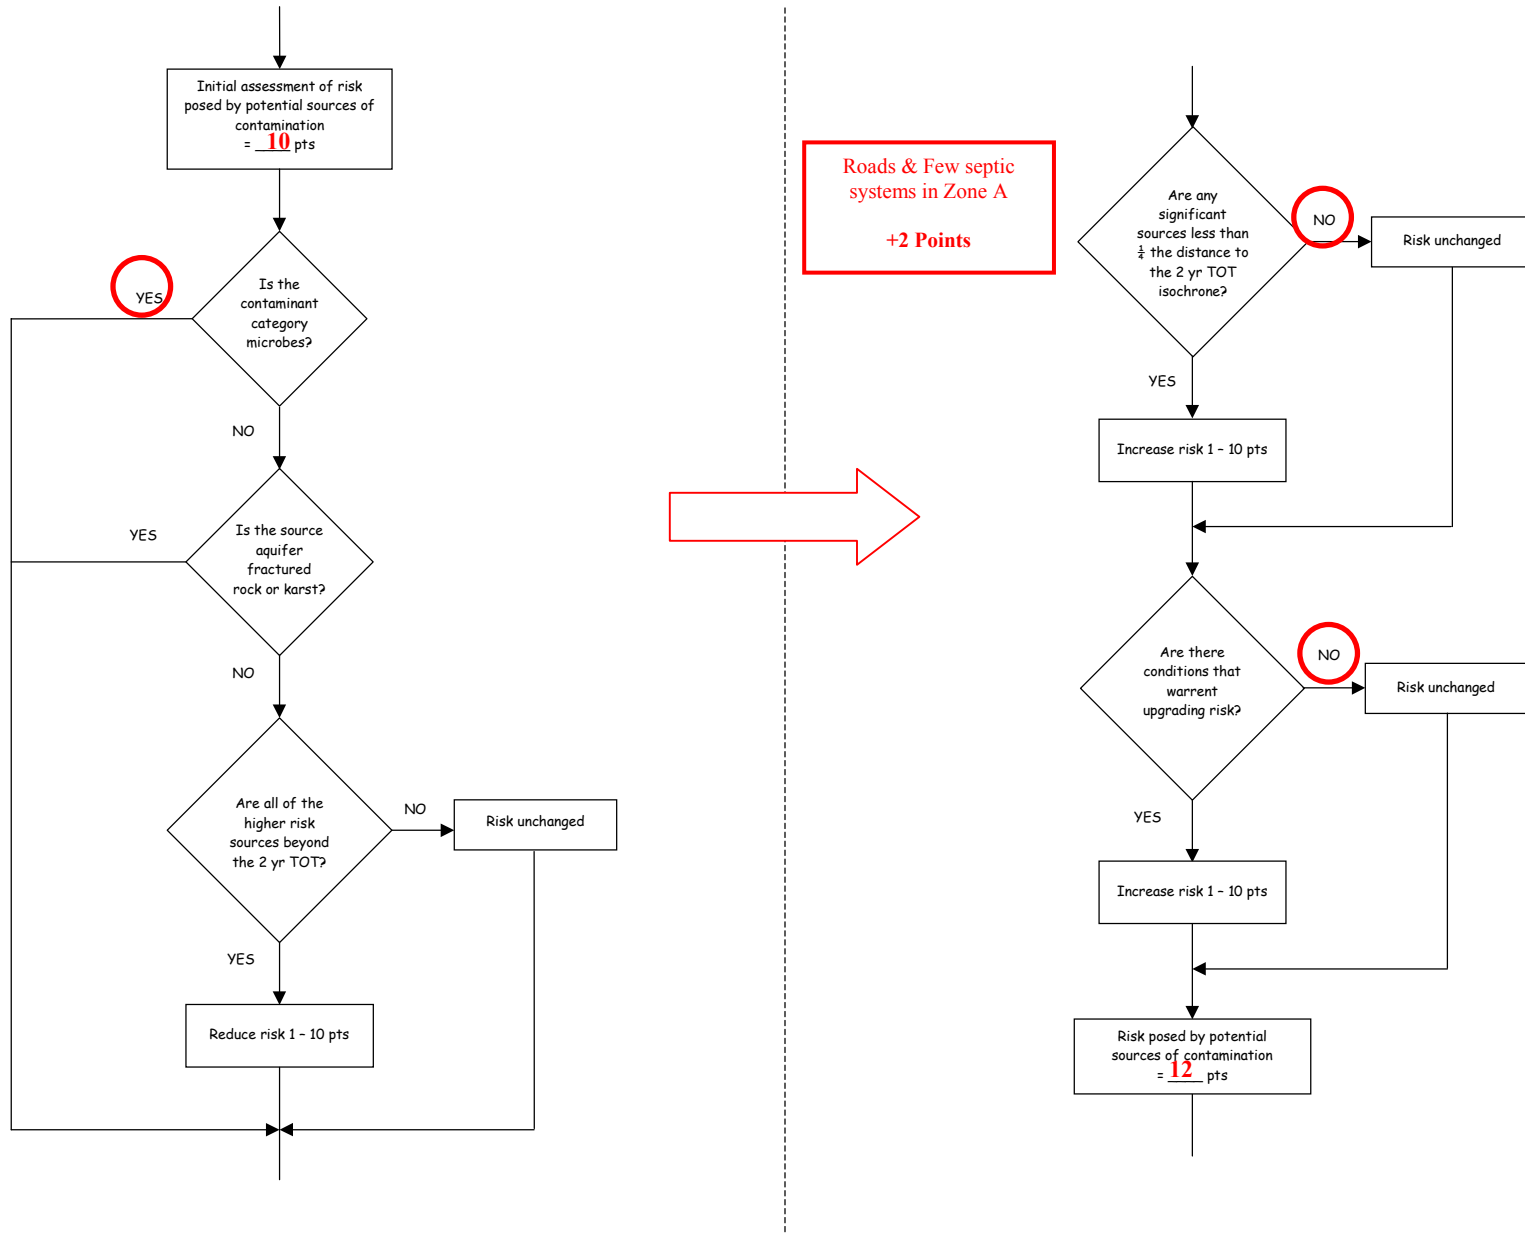 Initial assessment of risk
posed by potential sources of
contamination
= 10 pts
Is the
contaminant
category
microbes?
YES
NO
Is the source
aquifer
fractured
rock or karst?
YES
NO
Are all of the
higher risk
sources beyond
the 2 yr TOT?
NO
Risk unchanged
YES
Reduce risk 1 – 10 pts
Roads & Few septic
systems in Zone A
+2 Points
Are any
significant
sources less than
¼ the distance to
the 2 yr TOT
isochrone?
NO
Risk unchanged
YES
Increase risk 1 – 10 pts
Are there
conditions that
warrent
upgrading risk?
NO
Risk unchanged
YES
Increase risk 1 – 10 pts
Risk posed by potential
sources of contamination
= 12 pts